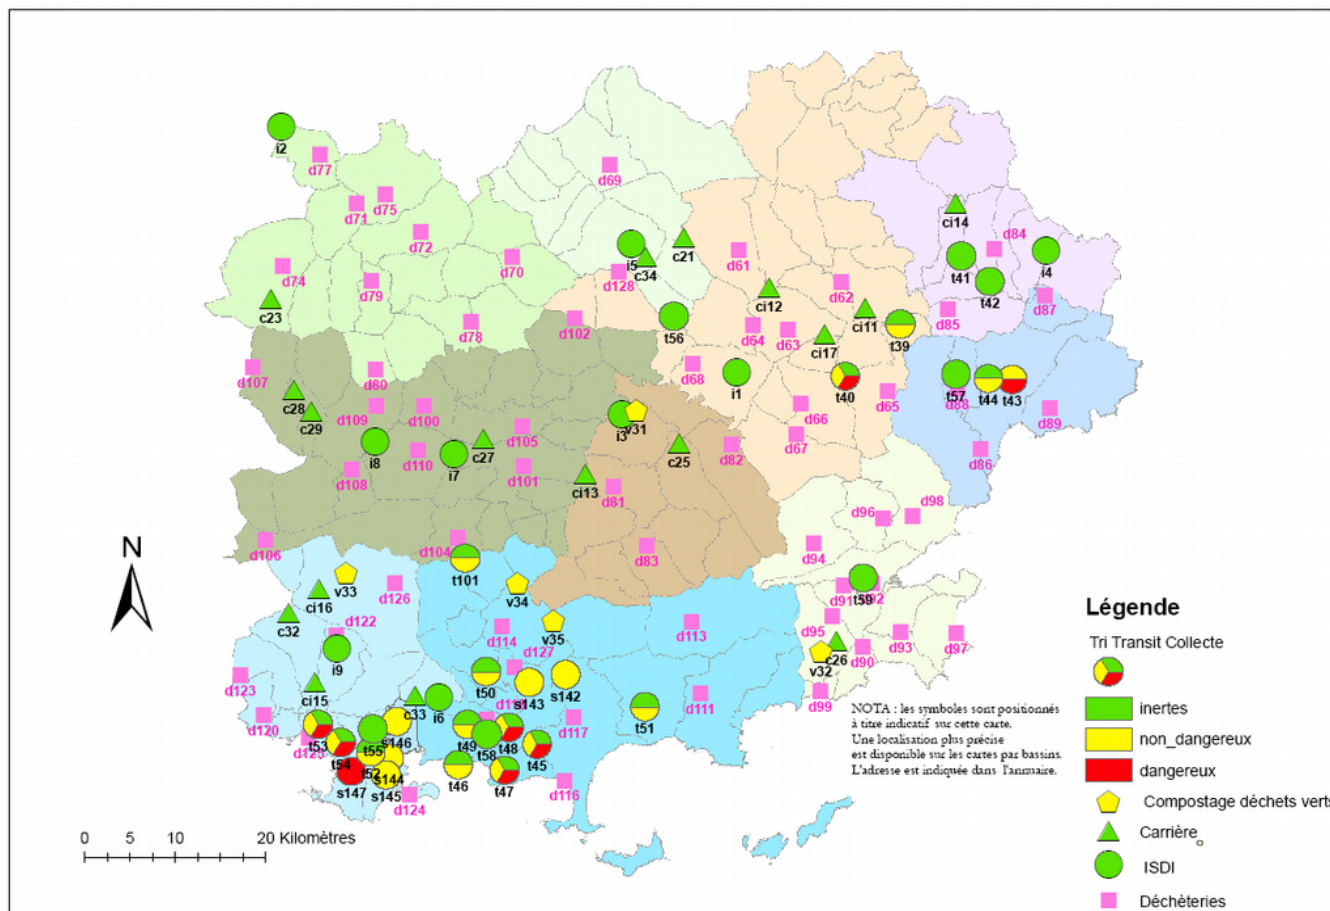 i2
d77
d69
d75
d71
ci14
d72
d84
c21
i5
c34
d61
t41
i4
d70
d74
d128
t42
d79
d62
ci12
d87
c23
ci11
d85
d78
d102
t56
d64
d63
ci17
t39
d107
d80
d68
i1
t40
d65
t57
d88
t44
t43
c28
c29
d109
d100
d66
d89
i3
v31
d105
d67
i8
d110
i7
c27
c25
d82
d86
d108
d101
ci13
d81
d98
d96
d106
d104
d83
d94
N
t101
v33
d126
v34
d91
d92
t59
ci16
c32
d122
d114
v35
d113
d95
d93
d97
i9
d127
c26
v32
d90
d123
t50
s143
s142
ci15
c33
i6
d111
d99
d120
t51
d117
t53
s146
t49
t48
t55
t58
t45
t54
t52
s144
t46
t47
s147
s145
d124
d116
NOTA : les symboles sont positionnés
à titre indicatif sur cette carte.
Une localisation plus précise
est disponible sur les cartes par bassins.
L'adresse est indiquée dans l'annuaire.
0 5 10 20 Kilomètres
Légende
Tri Transit Collecte
inertes
non_dangereux
dangereux
Compostage déchets verts
Carrière
ISDI
Déchèteries